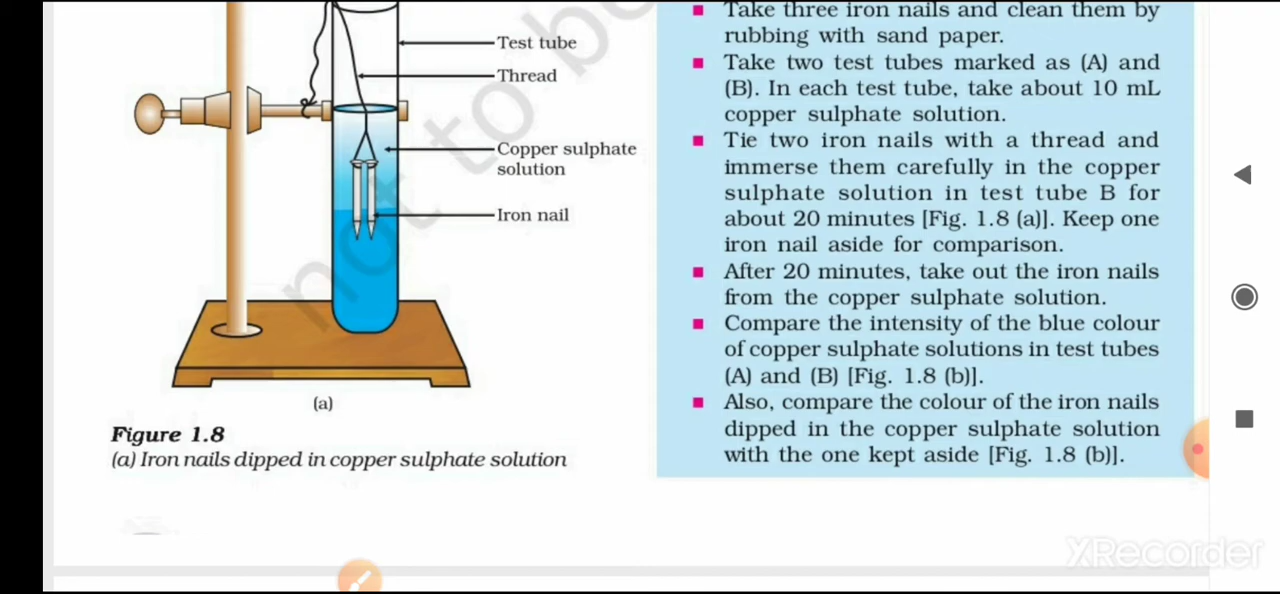 Test tube
Thread
Copper sulphate
solution
Iron nail
(a)
Figure 1.8
(a) Iron nails dipped in copper sulphate solution
Take three iron nails and clean them by
rubbing with sand paper.
Take two test tubes marked as (A) and
(B). In each test tube, take about 10 mL
copper sulphate solution.
Tie two iron nails with a thread and
immerse them carefully in the copper
sulphate solution in test tube B for
about 20 minutes [Fig. 1.8 (a)]. Keep one
iron nail aside for comparison.
After 20 minutes, take out the iron nails
from the copper sulphate solution.
Compare the intensity of the blue colour
of copper sulphate solutions in test tubes
(A) and (B) [Fig. 1.8 (b)].
Also, compare the colour of the iron nails
dipped in the copper sulphate solution
with the one kept aside [Fig. 1.8 (b)].
not to b
XRecorder